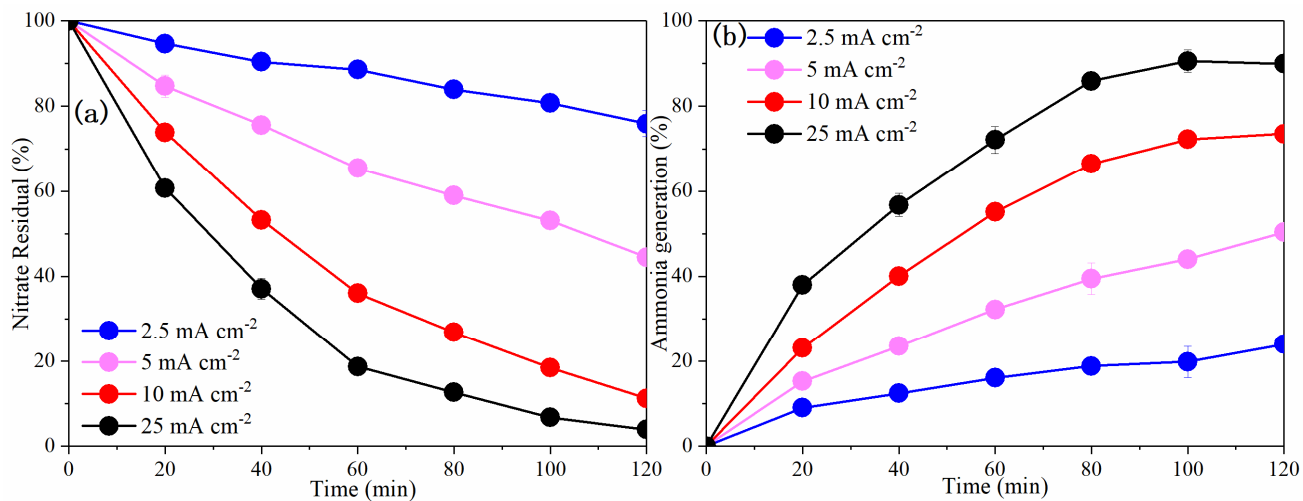 100
80
60
40
20
0
Nitrate Residual (%)
(a)
2.5 mA cm⁻²
5 mA cm⁻²
10 mA cm⁻²
25 mA cm⁻²
0 20 40 60 80 100 120
Time (min)
100
80
60
40
20
0
Ammonia generation (%)
(b)
2.5 mA cm⁻²
5 mA cm⁻²
10 mA cm⁻²
25 mA cm⁻²
0 20 40 60 80 100 120
Time (min)